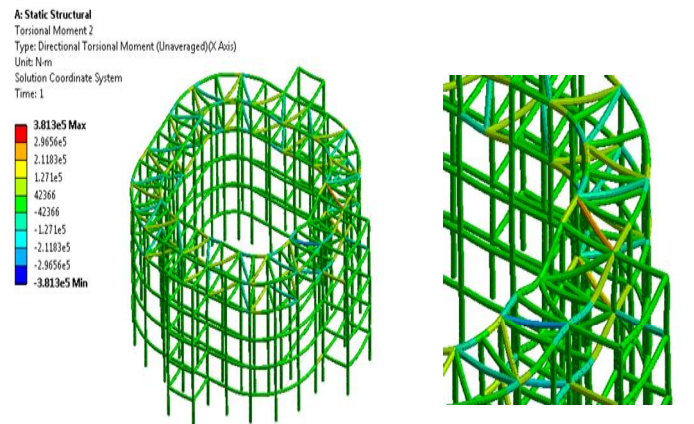 A: Static Structural
Torsional Moment 2
Type: Directional Torsional Moment (Unaveraged)(X Axis)
Unit: N-m
Solution Coordinate System
Time: 1
3.813e5 Max
2.9656e5
2.1183e5
1.271e5
42366
-42366
-1.271e5
-2.1183e5
-2.9656e5
-3.813e5 Min